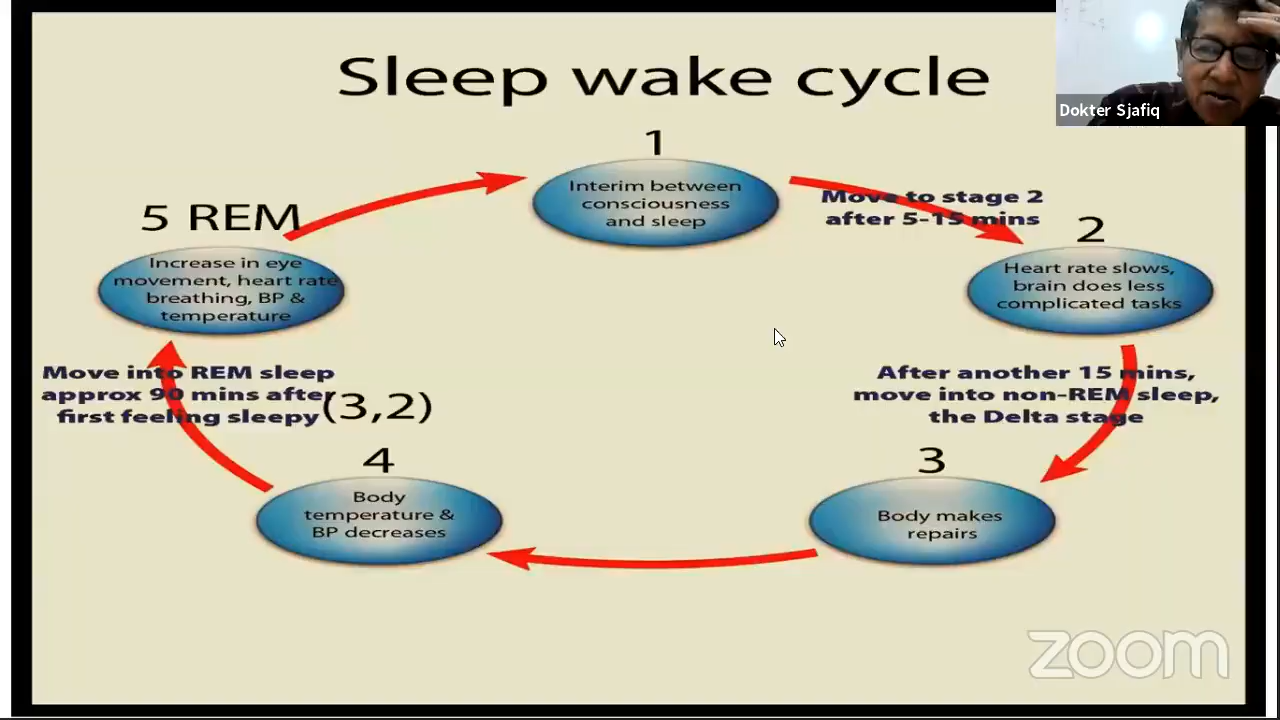 Sleep wake cycle
Dokter Sjafiq
1
Interim between
consciousness
and sleep
Move to stage 2
after 5-15 mins
2
Heart rate slows,
brain does less
complicated tasks
After another 15 mins,
move into non-REM sleep,
the Delta stage
3
Body makes
repairs
4
Body
temperature &
BP decreases
(3,2)
Move into REM sleep
approx 90 mins after
first feeling sleepy
5 REM
Increase in eye
movement, heart rate
breathing, BP &
temperature
zoom